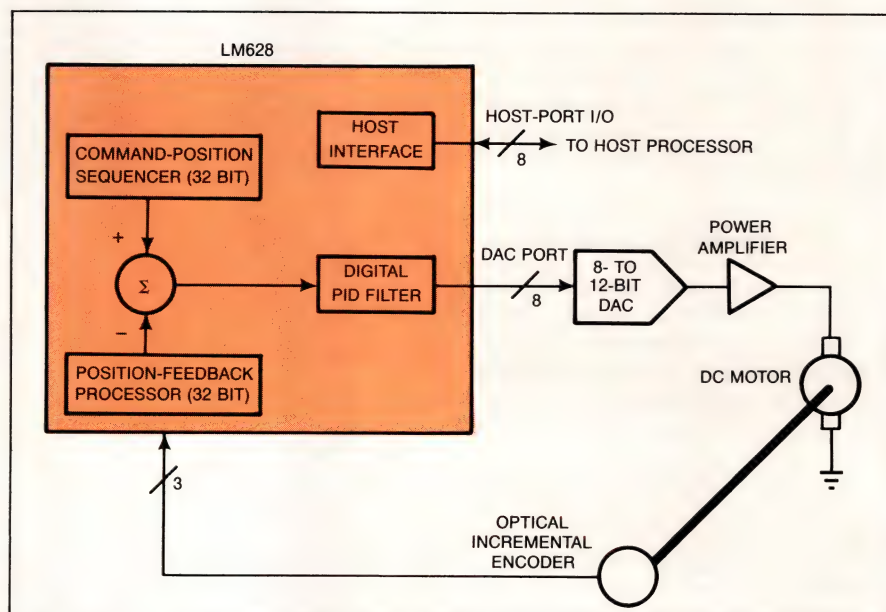 LM628
HOST
INTERFACE
HOST-PORT I/O
8
TO HOST PROCESSOR
COMMAND-POSITION
SEQUENCER (32 BIT)
+
Σ
−
DIGITAL
PID FILTER
DAC PORT
8
8- TO
12-BIT
DAC
POWER
AMPLIFIER
DC MOTOR
POSITION-FEEDBACK
PROCESSOR (32 BIT)
3
OPTICAL
INCREMENTAL
ENCODER